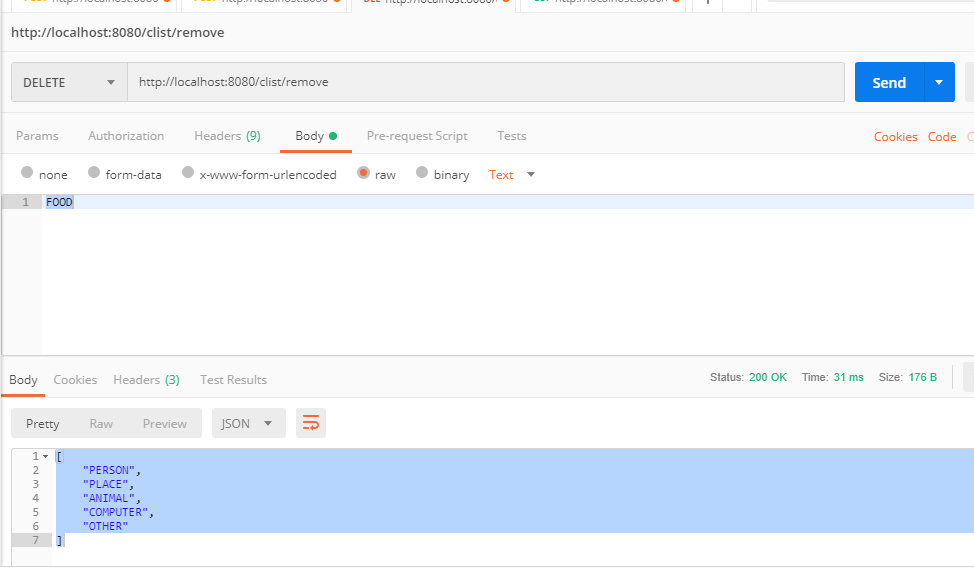 http://localhost:8080/clist/remove
DELETE http://localhost:8080/clist/remove Send
Params Authorization Headers (9) Body Pre-request Script Tests Cookies Code
none form-data x-www-form-urlencoded raw binary Text
1 FOOD
Body Cookies Headers (3) Test Results Status: 200 OK Time: 31 ms Size: 176 B
Pretty Raw Preview JSON
1 [
2 "PERSON",
3 "PLACE",
4 "ANIMAL",
5 "COMPUTER",
6 "OTHER"
7 ]